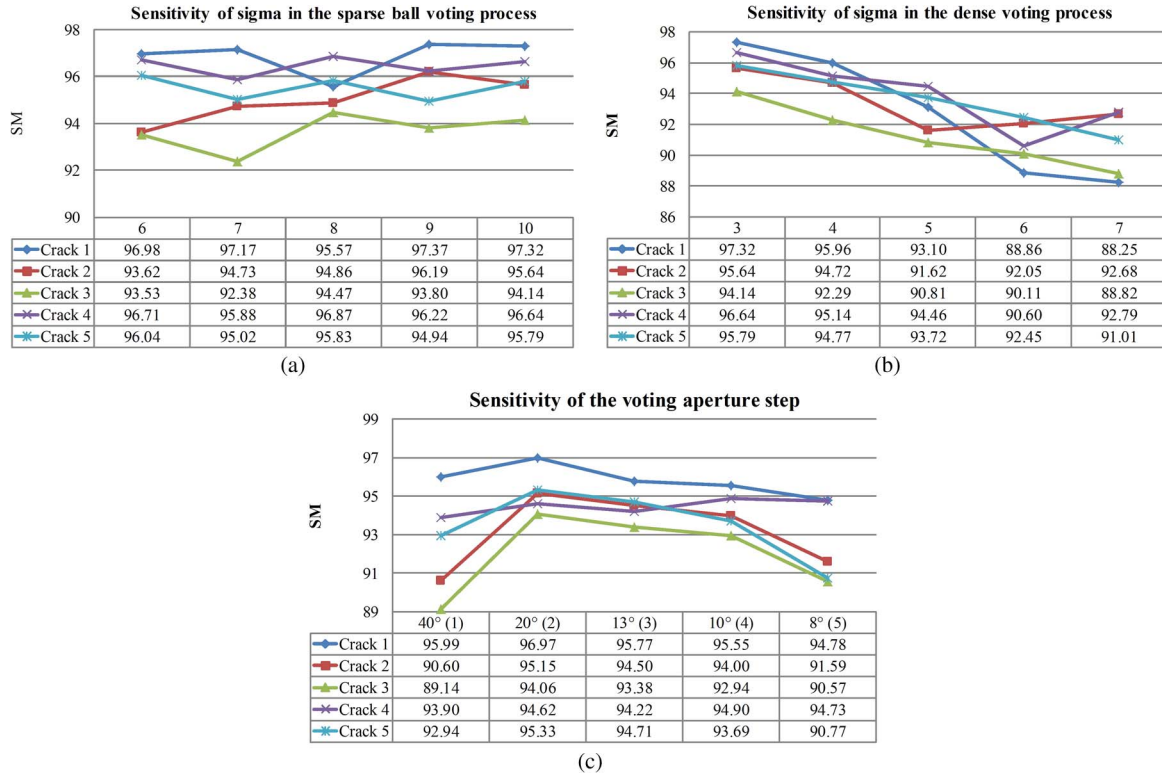 Sensitivity of sigma in the sparse ball voting process
98
96
94
92
90
SM
6 7 8 9 10
Crack 1 96.98 97.17 95.57 97.37 97.32
Crack 2 93.62 94.73 94.86 96.19 95.64
Crack 3 93.53 92.38 94.47 93.80 94.14
Crack 4 96.71 95.88 96.87 96.22 96.64
Crack 5 96.04 95.02 95.83 94.94 95.79
(a)
Sensitivity of sigma in the dense voting process
98
96
94
92
90
88
86
SM
3 4 5 6 7
Crack 1 97.32 95.96 93.10 88.86 88.25
Crack 2 95.64 94.72 91.62 92.05 92.68
Crack 3 94.14 92.29 90.81 90.11 88.82
Crack 4 96.64 95.14 94.46 90.60 92.79
Crack 5 95.79 94.77 93.72 92.45 91.01
(b)
Sensitivity of the voting aperture step
99
97
95
93
91
89
SM
40° (1) 20° (2) 13° (3) 10° (4) 8° (5)
Crack 1 95.99 96.97 95.77 95.55 94.78
Crack 2 90.60 95.15 94.50 94.00 91.59
Crack 3 89.14 94.06 93.38 92.94 90.57
Crack 4 93.90 94.62 94.22 94.90 94.73
Crack 5 92.94 95.33 94.71 93.69 90.77
(c)